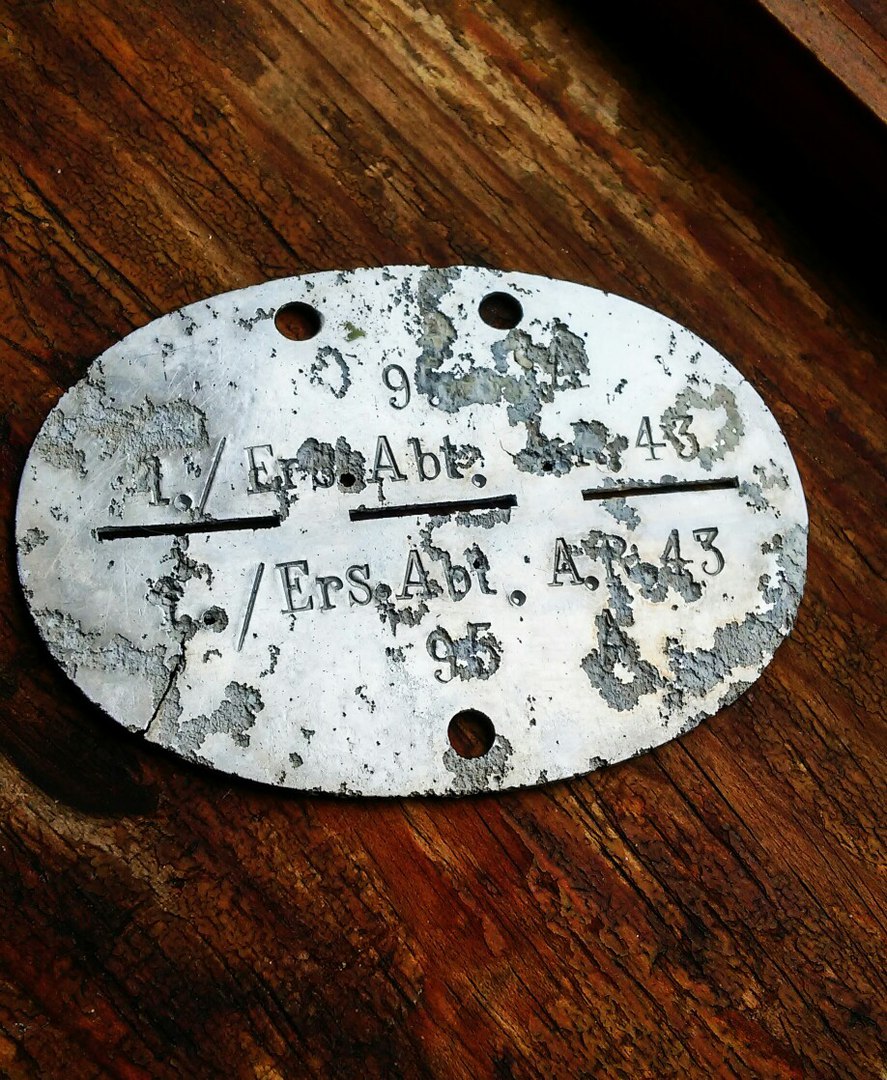 O 9
1./ Ers.Abt. 43
/Ers.Abt. A.R.43
95 A